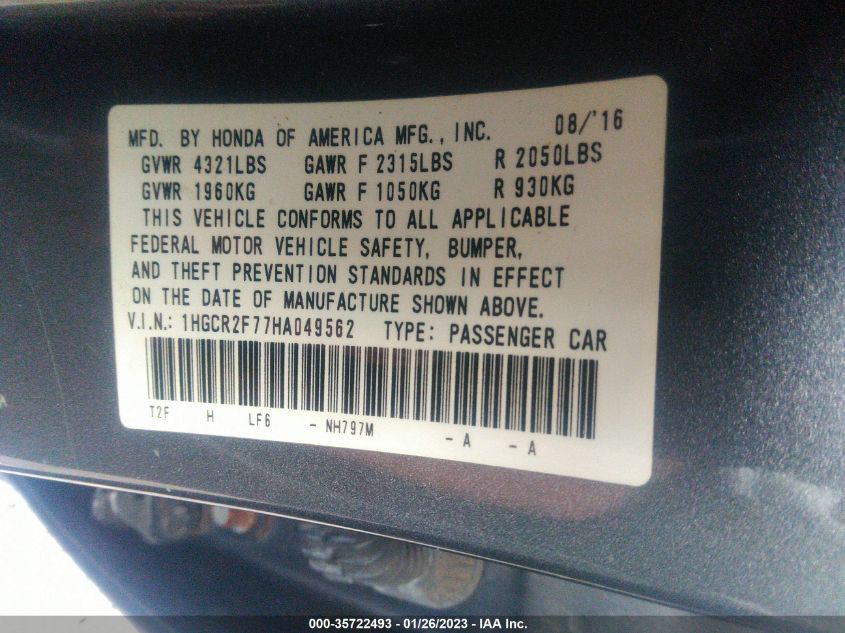 MFD. BY HONDA OF AMERICA MFG., INC. 08/'16
GVWR 4321LBS GAWR F 2315LBS R 2050LBS
GVWR 1960KG GAWR F 1050KG R 930KG
THIS VEHICLE CONFORMS TO ALL APPLICABLE
FEDERAL MOTOR VEHICLE SAFETY, BUMPER,
AND THEFT PREVENTION STANDARDS IN EFFECT
ON THE DATE OF MANUFACTURE SHOWN ABOVE.
V.I.N.: 1HGCR2F77HA049562 TYPE: PASSENGER CAR
T2F H LF6 - NH797M - A - A
000-35722493 - 01/26/2023 - IAA Inc.